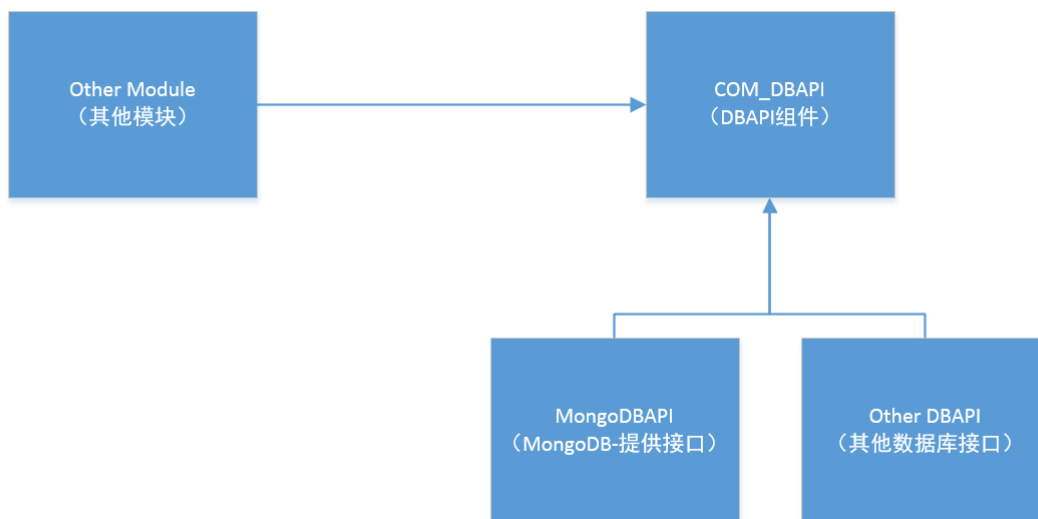 Other Module
（其他模块）
COM_DBAPI
（DBAPI组件）
MongoDBAPI
（MongoDB-提供接口）
Other DBAPI
（其他数据库接口）